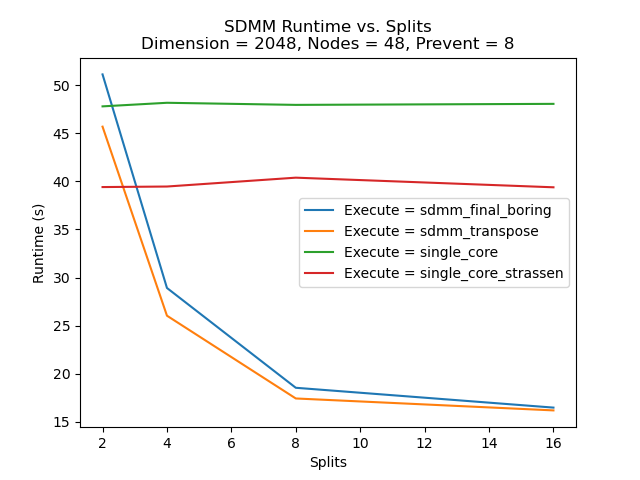 SDMM Runtime vs. Splits
Dimension = 2048, Nodes = 48, Prevent = 8
50
45
40
35
30
25
20
15
Runtime (s)
Execute = sdmm_final_boring
Execute = sdmm_transpose
Execute = single_core
Execute = single_core_strassen
2 4 6 8 10 12 14 16
Splits